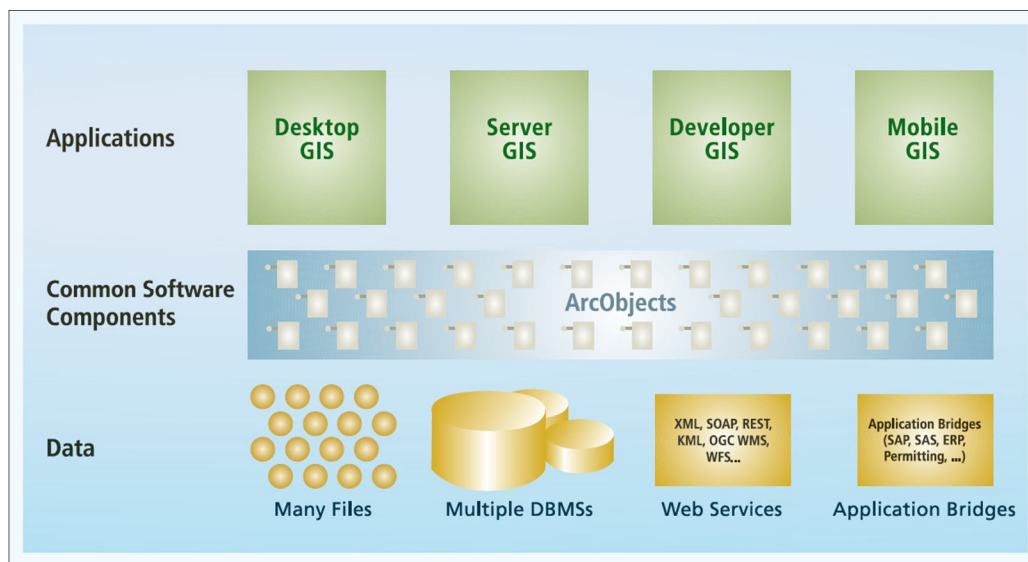 Applications
Desktop
GIS
Server
GIS
Developer
GIS
Mobile
GIS
Common Software
Components
ArcObjects
Data
XML, SOAP, REST,
KML, OGC WMS,
WFS...
Application Bridges
(SAP, SAS, ERP,
Permitting, ...)
Many Files
Multiple DBMSs
Web Services
Application Bridges